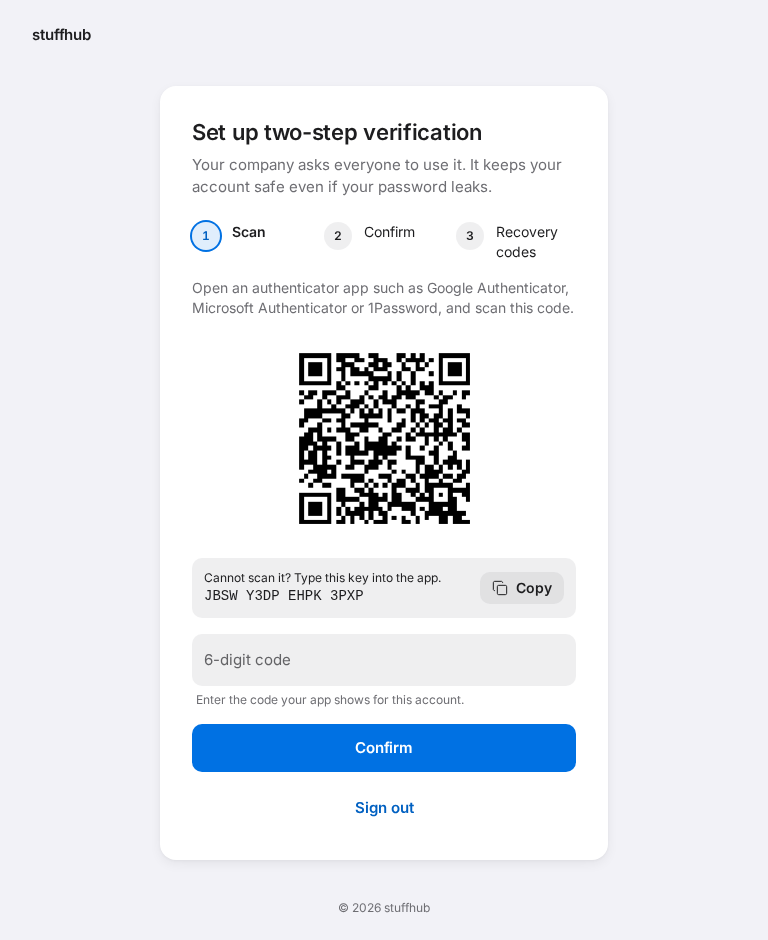 stuffhub
Set up two-step verification
Your company asks everyone to use it. It keeps your
account safe even if your password leaks.
1 Scan
2 Confirm
3 Recovery
codes
Open an authenticator app such as Google Authenticator,
Microsoft Authenticator or 1Password, and scan this code.
Cannot scan it? Type this key into the app.
JBSW Y3DP EHPK 3PXP
Copy
6-digit code
Enter the code your app shows for this account.
Confirm
Sign out
© 2026 stuffhub